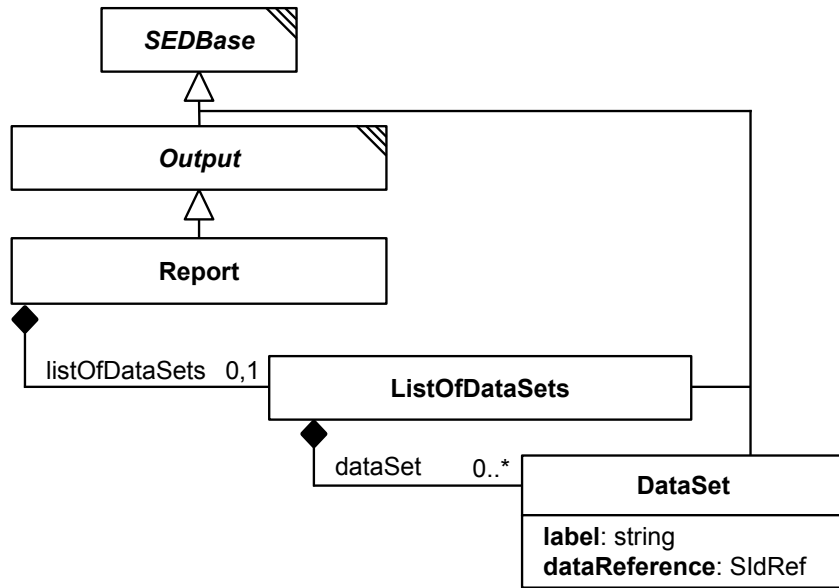 SEDBase
Output
Report
listOfDataSets 0,1
ListOfDataSets
dataSet 0..*
DataSet
label: string
dataReference: SIdRef